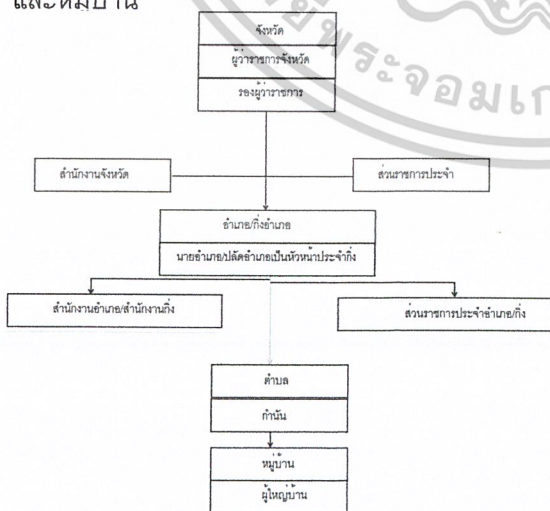 และหมู่บ้าน
จังหวัด
ผู้ว่าราชการจังหวัด
รองผู้ว่าราชการ
สำนักงานจังหวัด
ส่วนราชการประจำ
อำเภอ/กิ่งอำเภอ
นายอำเภอ/ปลัดอำเภอเป็นหัวหน้าประจำกิ่ง
สำนักงานอำเภอ/สำนักงานกิ่ง
ส่วนราชการประจำอำเภอ/กิ่ง
ตำบล
กำนัน
หมู่บ้าน
ผู้ใหญ่บ้าน